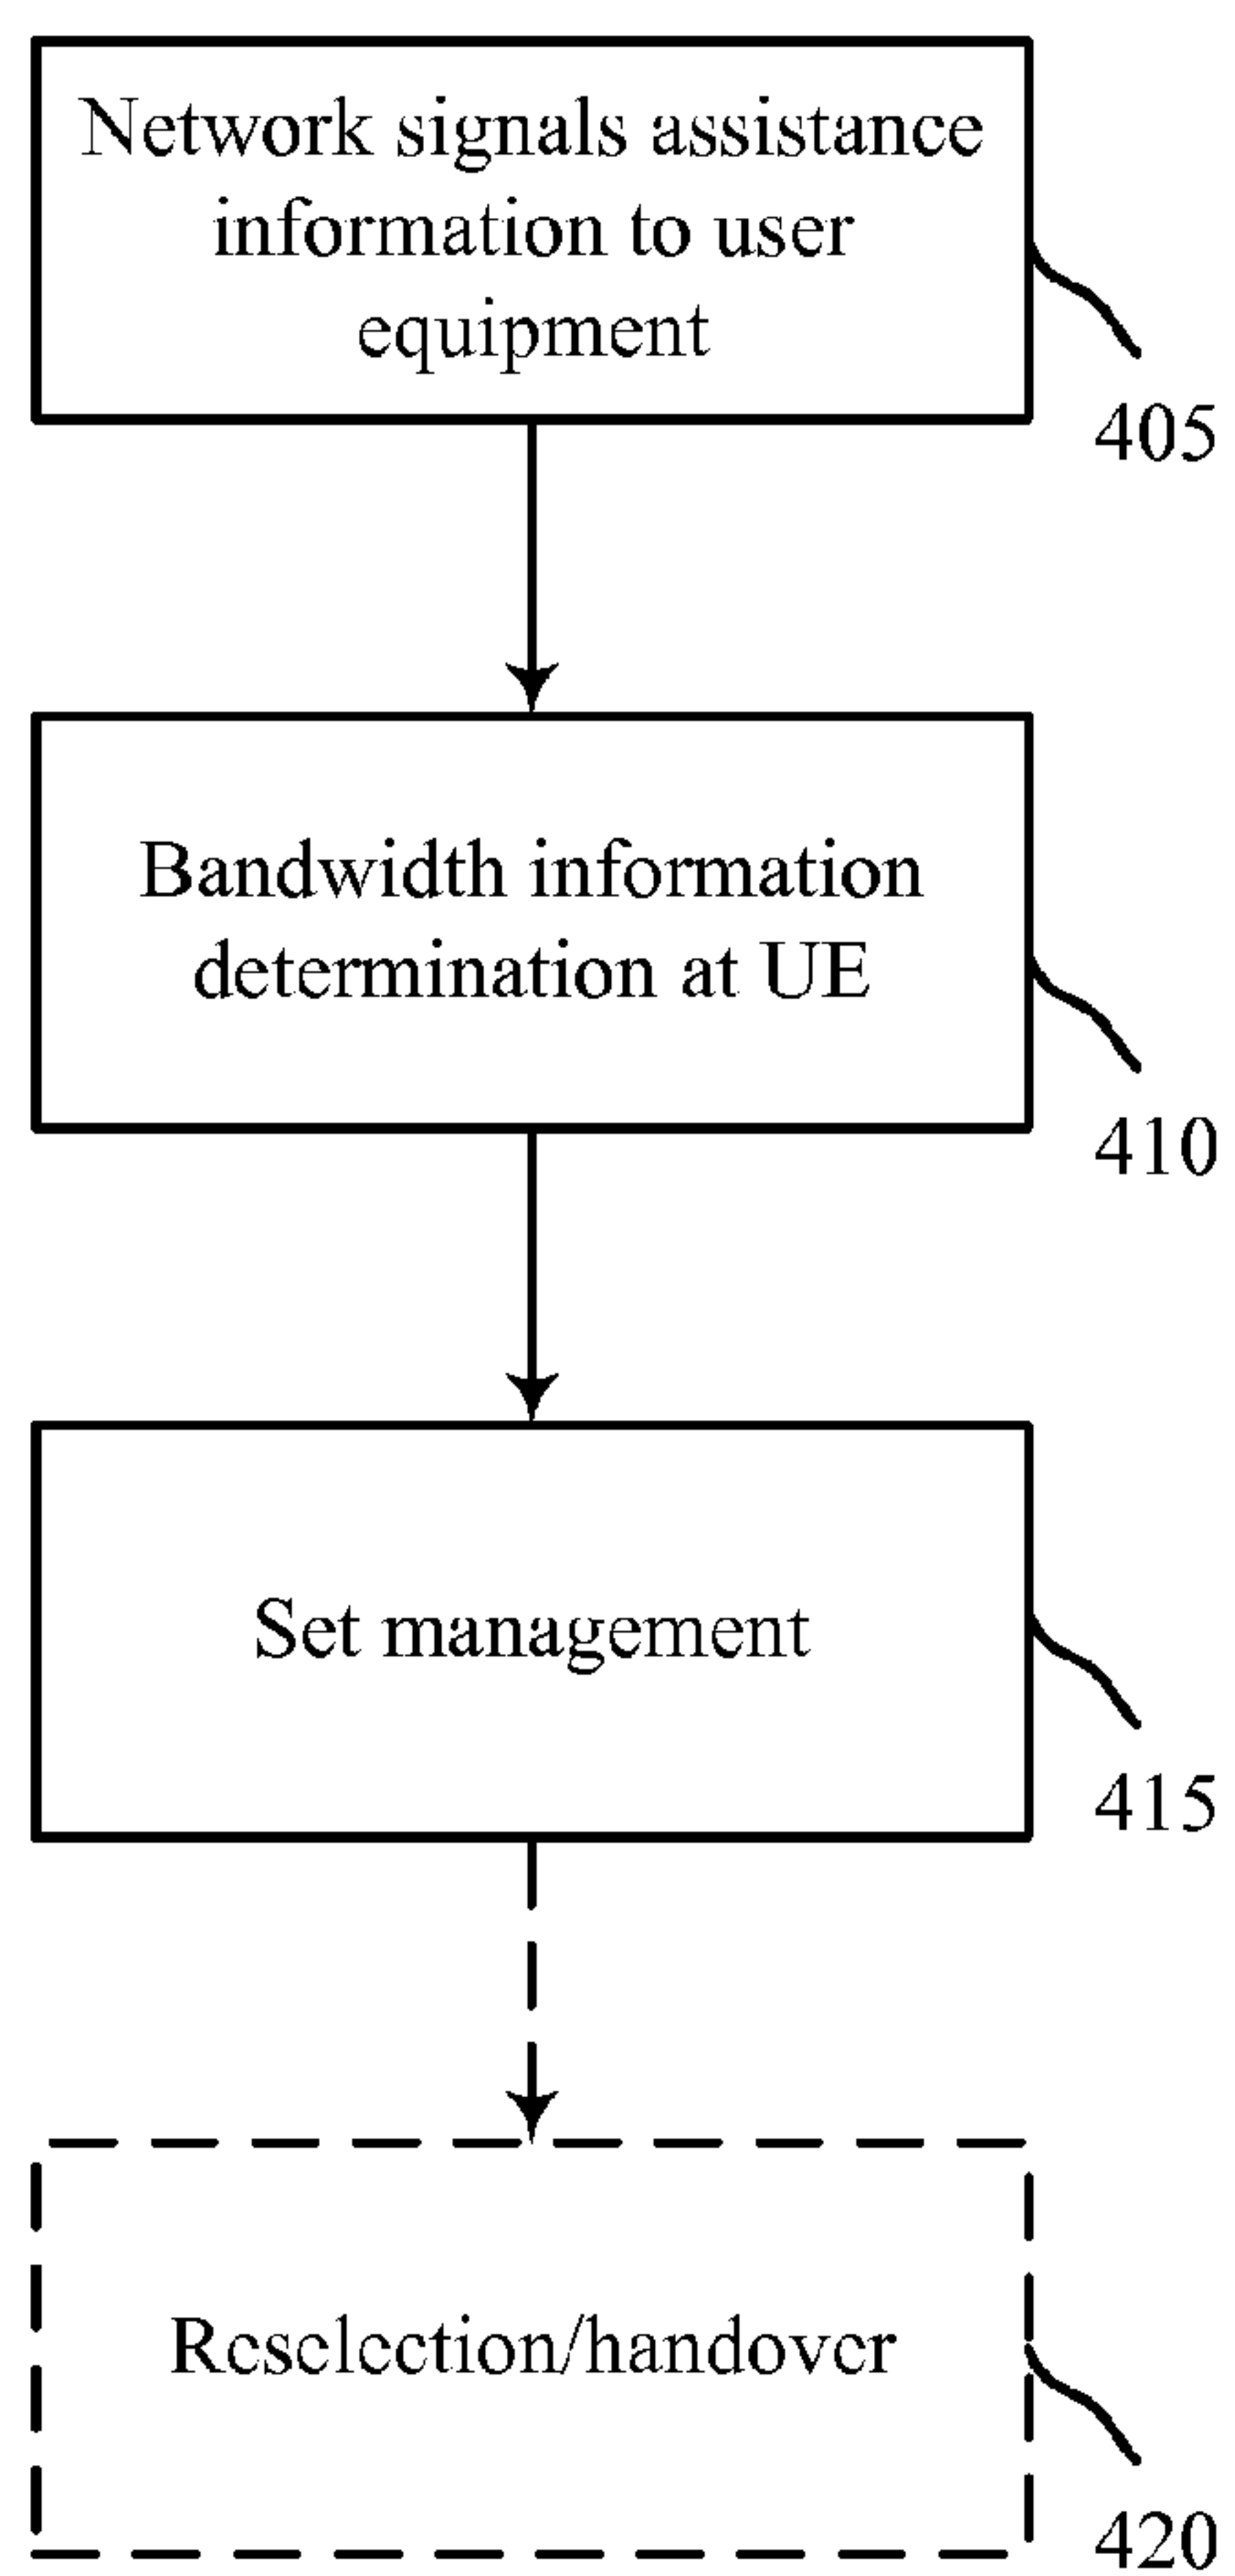 Network signals assistance
information to user
equipment
405
Bandwidth information
determination at UE
410
Set management
415
Reselection/handover
420